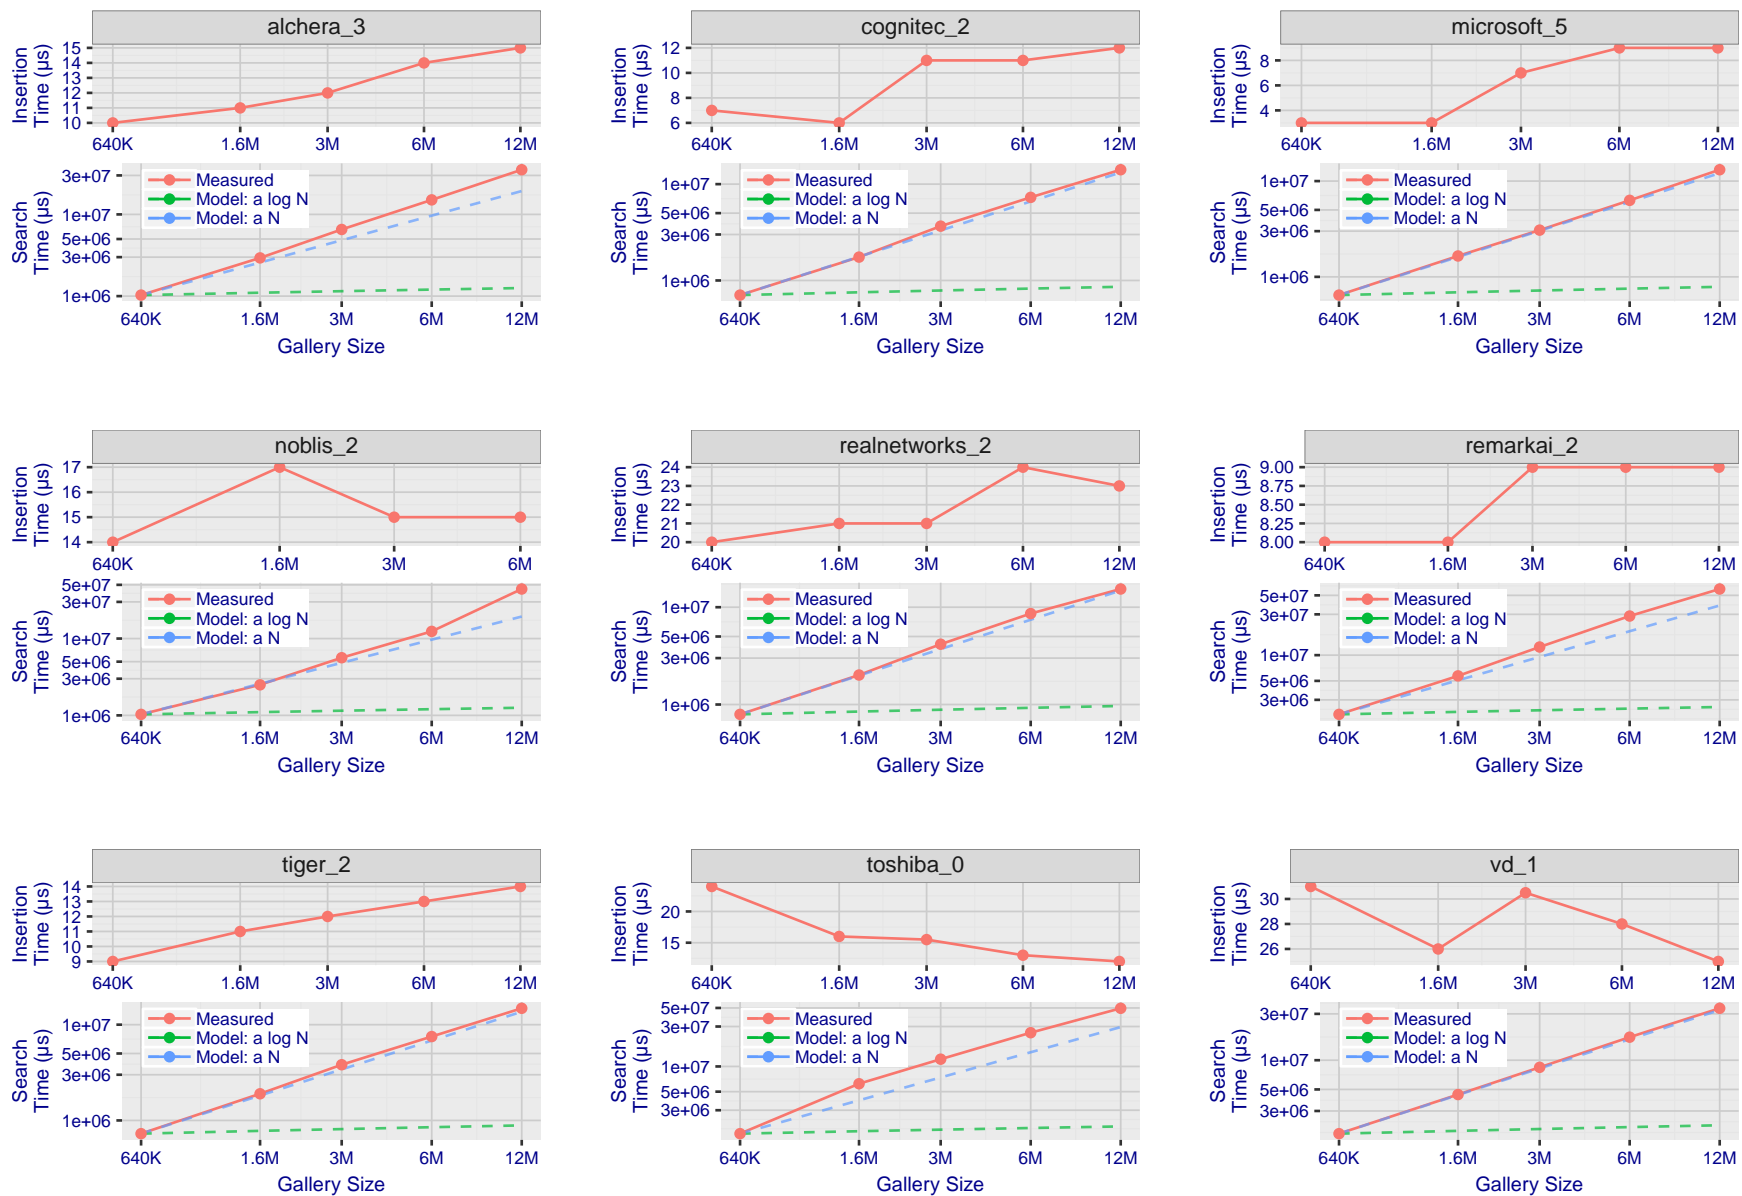 alchera_3
Insertion
Time (µs)
15
14
13
12
11
10
640K 1.6M 3M 6M 12M
Search
Time (µs)
3e+07
1e+07
5e+06
3e+06
1e+06
Measured
Model: a log N
Model: a N
640K 1.6M 3M 6M 12M
Gallery Size
cognitec_2
Insertion
Time (µs)
12
10
8
6
640K 1.6M 3M 6M 12M
Search
Time (µs)
1e+07
5e+06
3e+06
1e+06
Measured
Model: a log N
Model: a N
640K 1.6M 3M 6M 12M
Gallery Size
microsoft_5
Insertion
Time (µs)
8
6
4
640K 1.6M 3M 6M 12M
Search
Time (µs)
1e+07
5e+06
3e+06
1e+06
Measured
Model: a log N
Model: a N
640K 1.6M 3M 6M 12M
Gallery Size
noblis_2
Insertion
Time (µs)
17
16
15
14
640K 1.6M 3M 6M
Search
Time (µs)
5e+07
3e+07
1e+07
5e+06
3e+06
1e+06
Measured
Model: a log N
Model: a N
640K 1.6M 3M 6M 12M
Gallery Size
realnetworks_2
Insertion
Time (µs)
24
23
22
21
20
640K 1.6M 3M 6M 12M
Search
Time (µs)
1e+07
5e+06
3e+06
1e+06
Measured
Model: a log N
Model: a N
640K 1.6M 3M 6M 12M
Gallery Size
remarkai_2
Insertion
Time (µs)
9.00
8.75
8.50
8.25
8.00
640K 1.6M 3M 6M 12M
Search
Time (µs)
5e+07
3e+07
1e+07
5e+06
3e+06
Measured
Model: a log N
Model: a N
640K 1.6M 3M 6M 12M
Gallery Size
tiger_2
Insertion
Time (µs)
14
13
12
11
10
9
640K 1.6M 3M 6M 12M
Search
Time (µs)
1e+07
5e+06
3e+06
1e+06
Measured
Model: a log N
Model: a N
640K 1.6M 3M 6M 12M
Gallery Size
toshiba_0
Insertion
Time (µs)
20
15
640K 1.6M 3M 6M 12M
Search
Time (µs)
5e+07
3e+07
1e+07
5e+06
3e+06
Measured
Model: a log N
Model: a N
640K 1.6M 3M 6M 12M
Gallery Size
vd_1
Insertion
Time (µs)
30
28
26
640K 1.6M 3M 6M 12M
Search
Time (µs)
3e+07
1e+07
5e+06
3e+06
Measured
Model: a log N
Model: a N
640K 1.6M 3M 6M 12M
Gallery Size